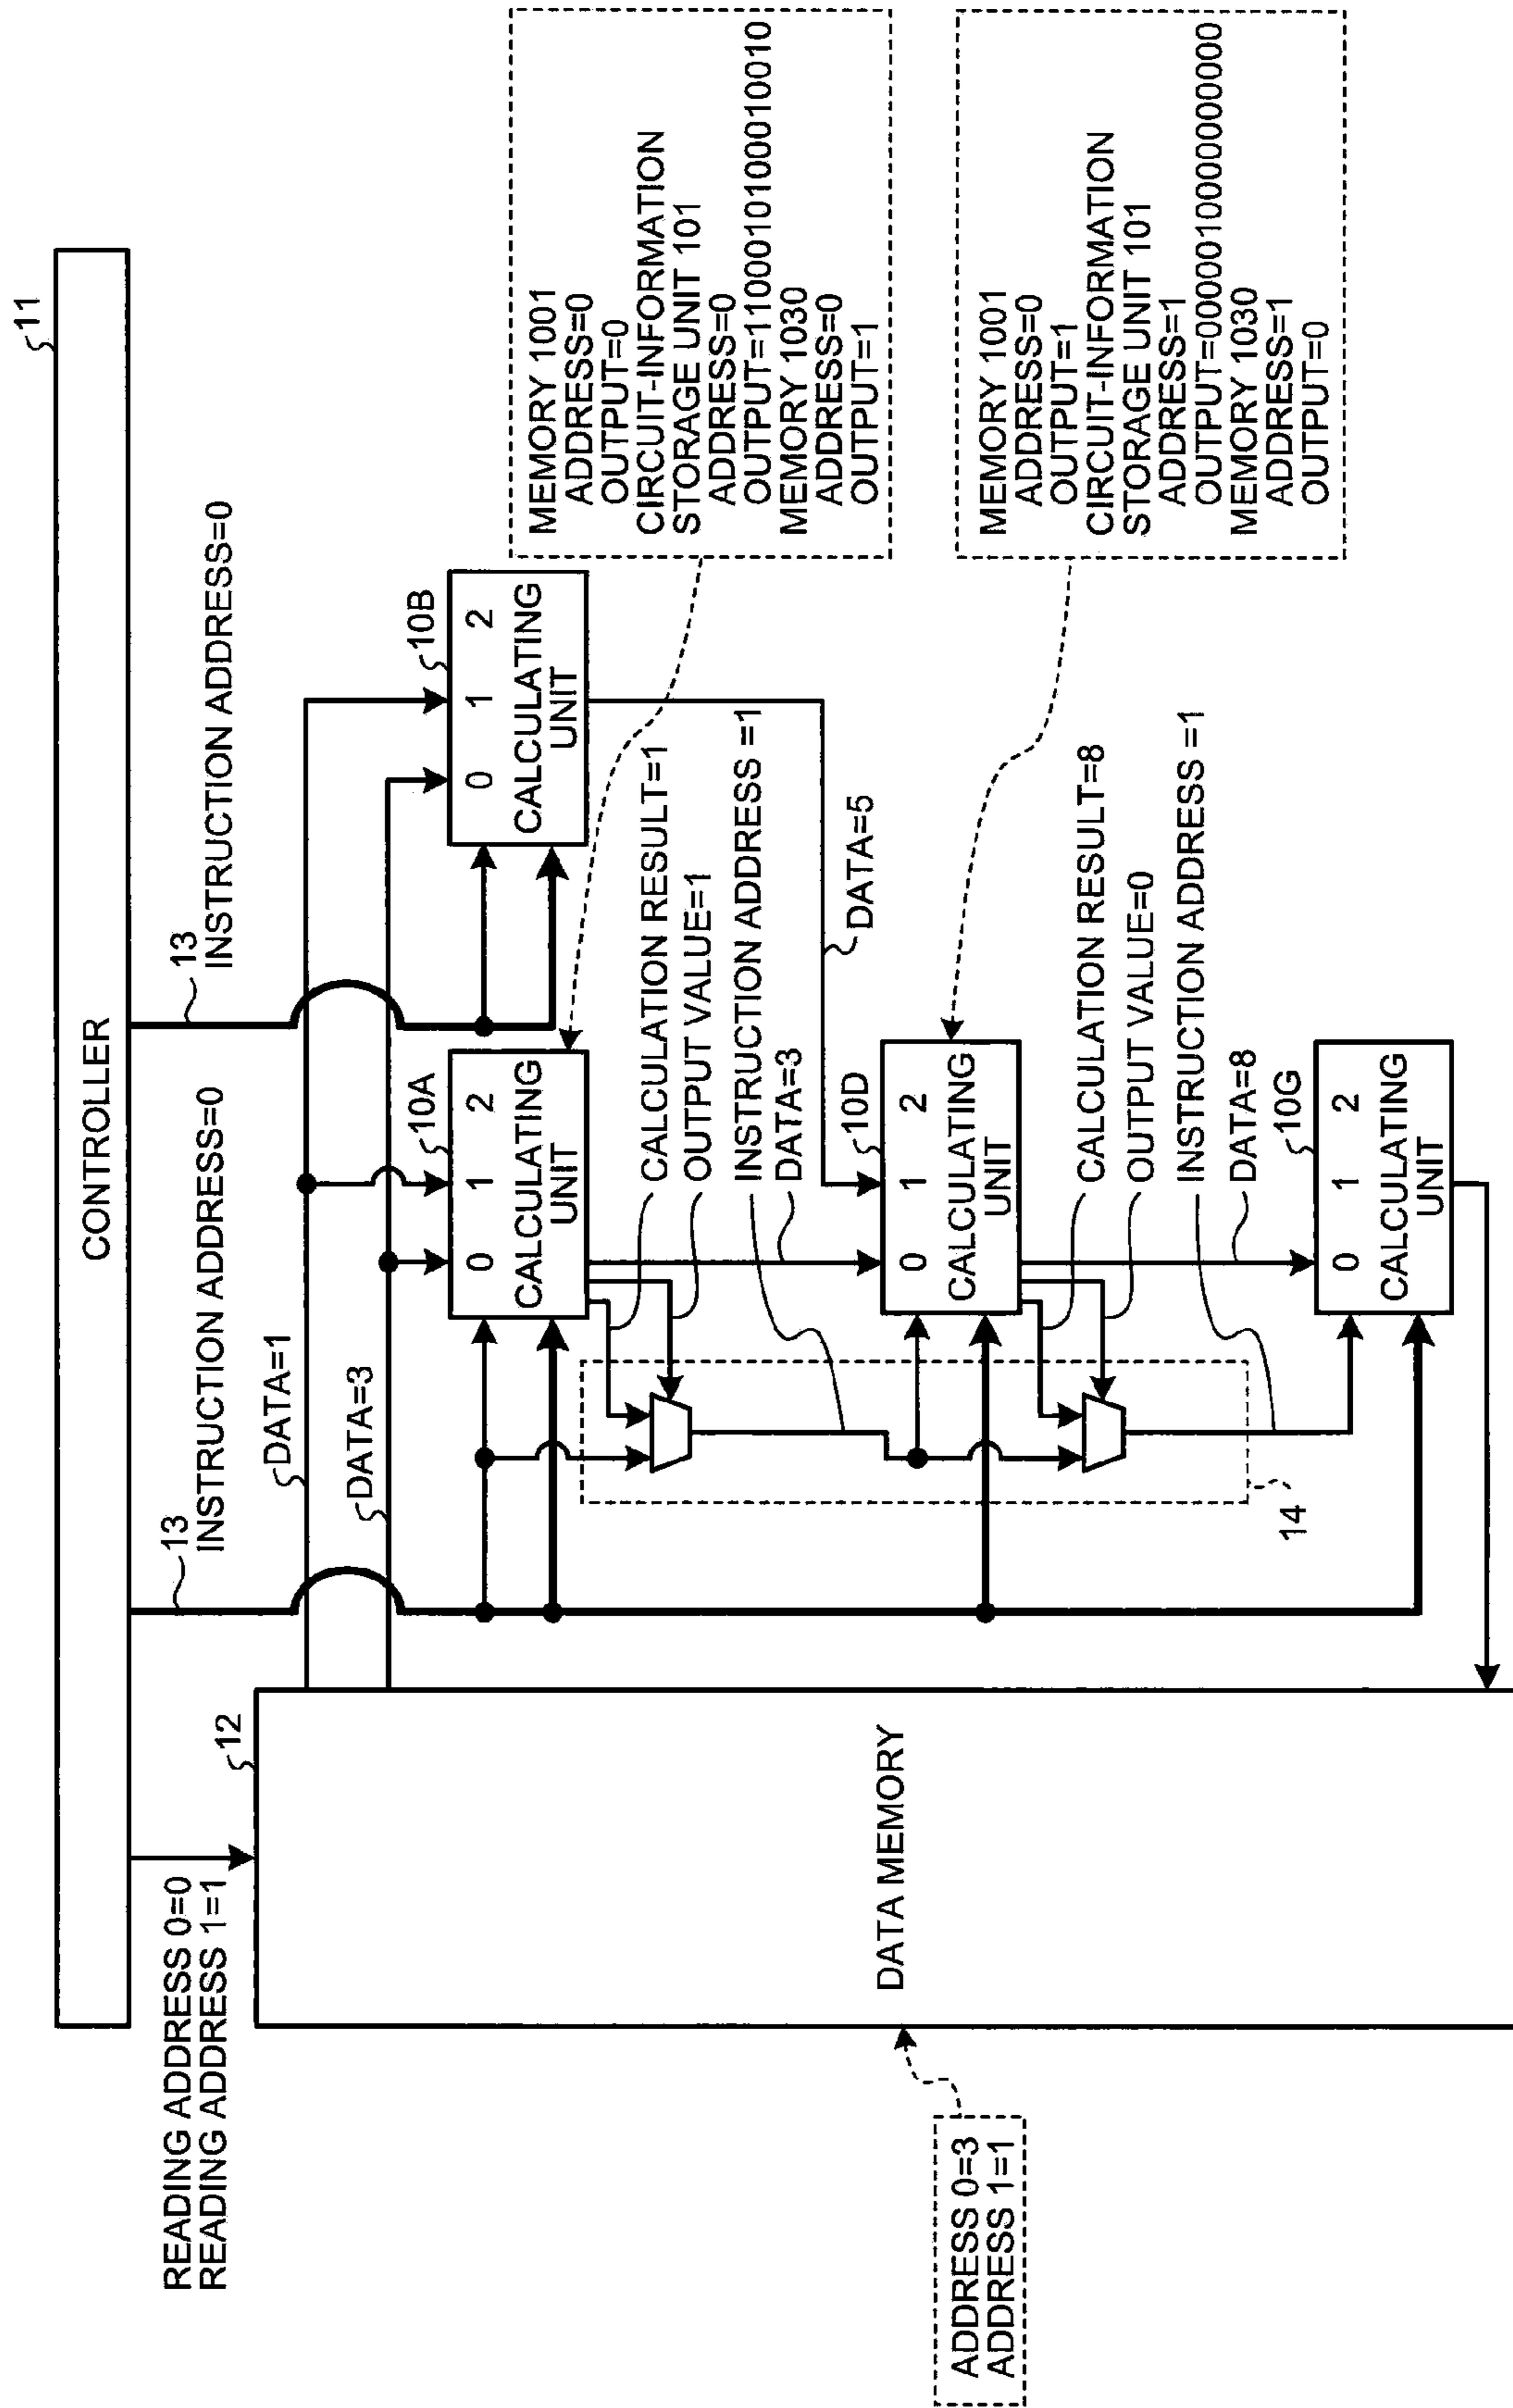 11
CONTROLLER
READING ADDRESS 0=0
READING ADDRESS 1=1
13
INSTRUCTION ADDRESS=0
13
INSTRUCTION ADDRESS=0
12
DATA MEMORY
ADDRESS 0=3
ADDRESS 1=1
DATA=1
DATA=3
10A
0 1 2
CALCULATING
UNIT
10B
0 1 2
CALCULATING
UNIT
MEMORY 1001
ADDRESS=0
OUTPUT=0
CIRCUIT-INFORMATION
STORAGE UNIT 101
ADDRESS=0
OUTPUT=110001010001 0010
MEMORY 1030
ADDRESS=0
OUTPUT=1
CALCULATION RESULT=1
OUTPUT VALUE=1
INSTRUCTION ADDRESS =1
DATA=3
DATA=5
10D
0 1 2
CALCULATING
UNIT
MEMORY 1001
ADDRESS=0
OUTPUT=1
CIRCUIT-INFORMATION
STORAGE UNIT 101
ADDRESS=1
OUTPUT=0000010000000000
MEMORY 1030
ADDRESS=1
OUTPUT=0
CALCULATION RESULT=8
OUTPUT VALUE=0
INSTRUCTION ADDRESS =1
DATA=8
14
10G
0 1 2
CALCULATING
UNIT